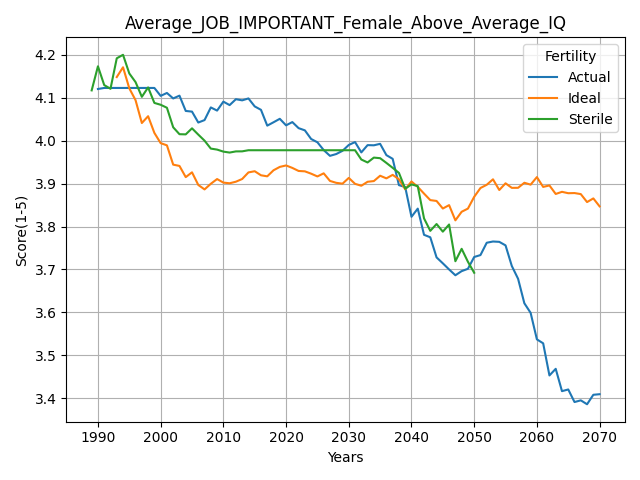 Average_JOB_IMPORTANT_Female_Above_Average_IQ
Fertility
Actual
Ideal
Sterile
Score(1-5)
4.2
4.1
4.0
3.9
3.8
3.7
3.6
3.5
3.4
1990 2000 2010 2020 2030 2040 2050 2060 2070
Years